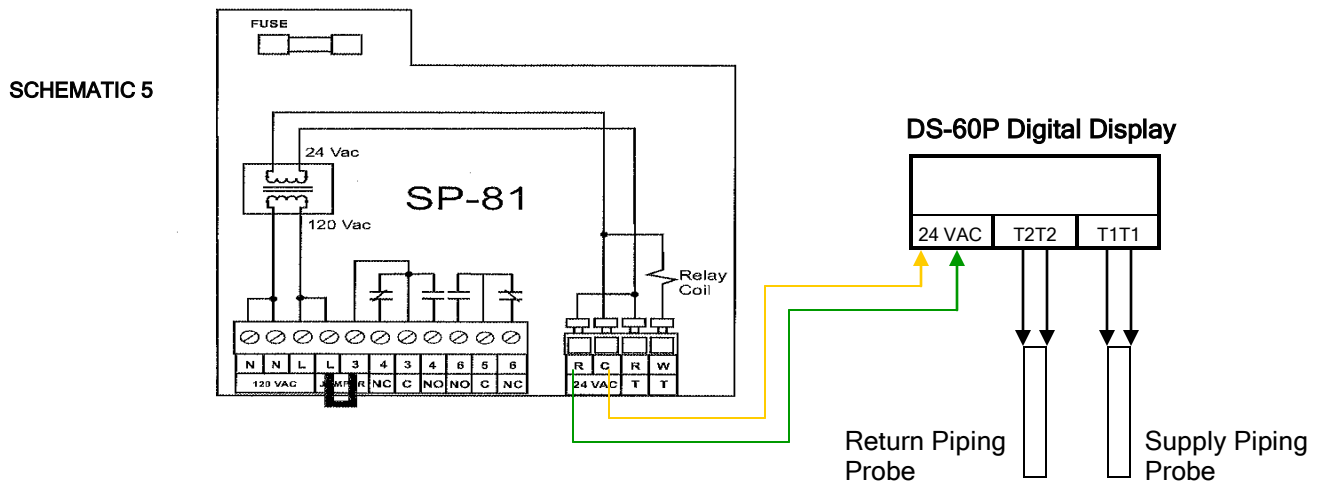 SCHEMATIC 5
FUSE
24 Vac
SP-81
120 Vac
Relay
Coil
N N L L 3 4 3 4 6 5 6
120 VAC NC C NO NO C NC
R C R W
24 VAC T T
DS-60P Digital Display
24 VAC T2T2 T1T1
Return Piping
Probe
Supply Piping
Probe